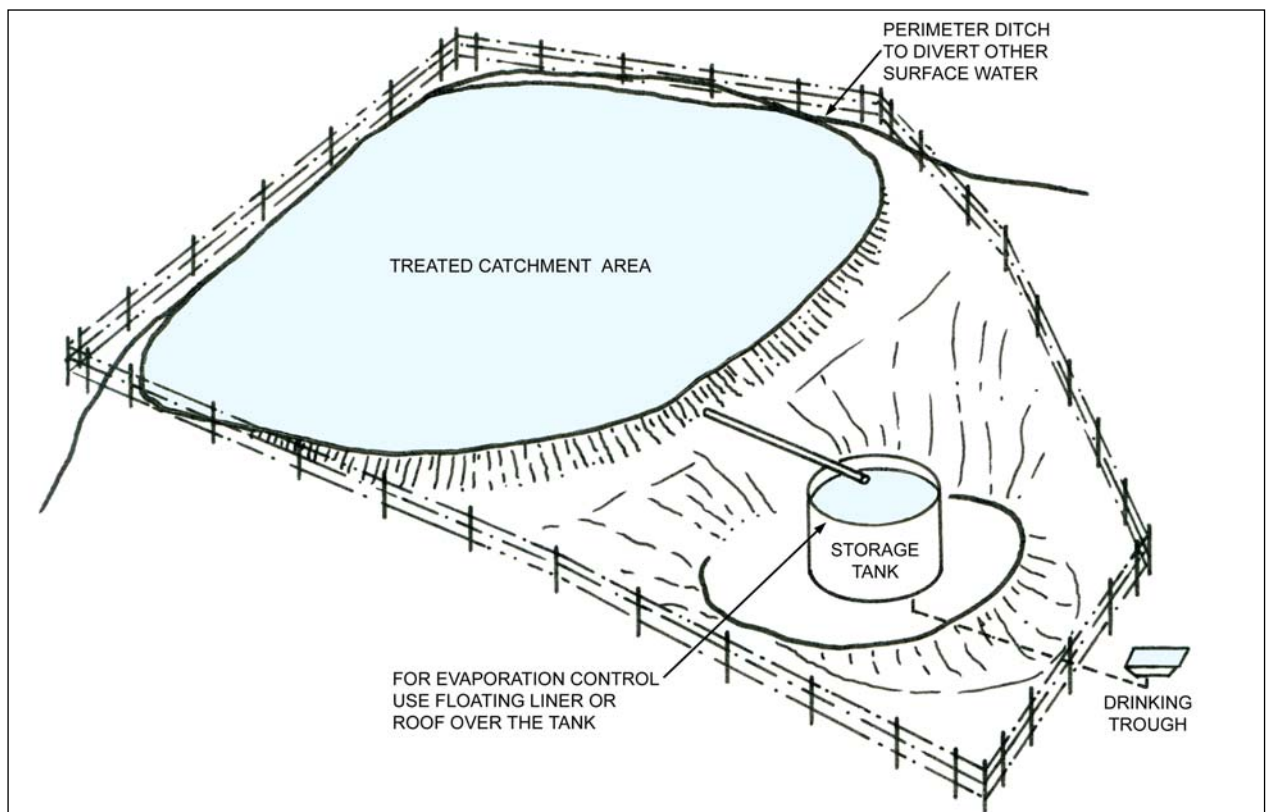 PERIMETER DITCH
TO DIVERT OTHER
SURFACE WATER
TREATED CATCHMENT AREA
STORAGE
TANK
FOR EVAPORATION CONTROL
USE FLOATING LINER OR
ROOF OVER THE TANK
DRINKING
TROUGH